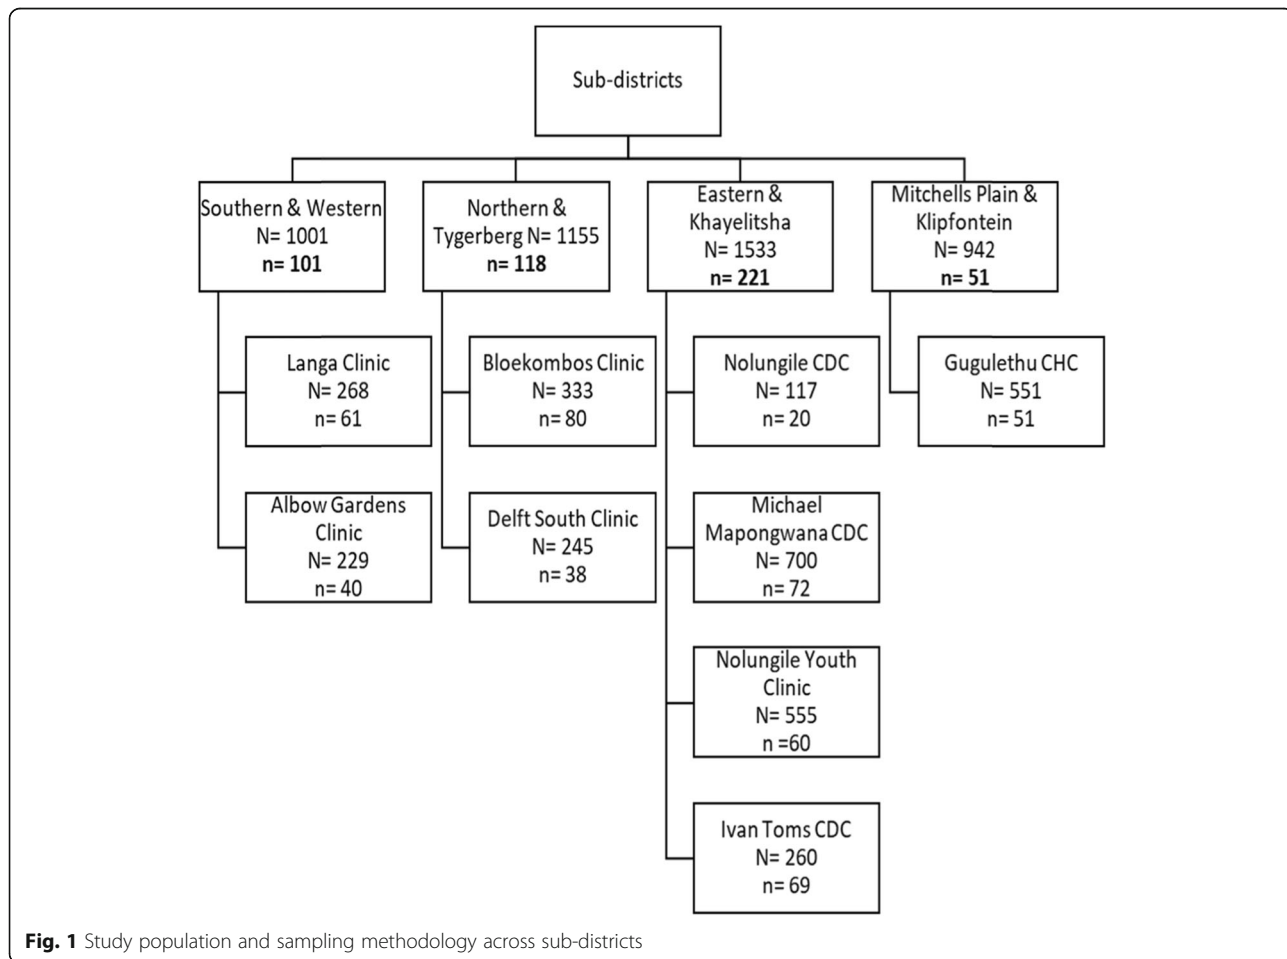 Sub-districts
Southern & Western
N= 1001
n= 101
Northern &
Tygerberg N= 1155
n= 118
Eastern &
Khayelitsha
N= 1533
n= 221
Mitchells Plain &
Klipfontein
N= 942
n= 51
Langa Clinic
N= 268
n= 61
Bloekombos Clinic
N= 333
n= 80
Nolungile CDC
N= 117
n= 20
Gugulethu CHC
N= 551
n= 51
Albow Gardens
Clinic
N= 229
n= 40
Delft South Clinic
N= 245
n= 38
Michael
Mapongwana CDC
N= 700
n= 72
Nolungile Youth
Clinic
N= 555
n =60
Ivan Toms CDC
N= 260
n= 69
Fig. 1 Study population and sampling methodology across sub-districts